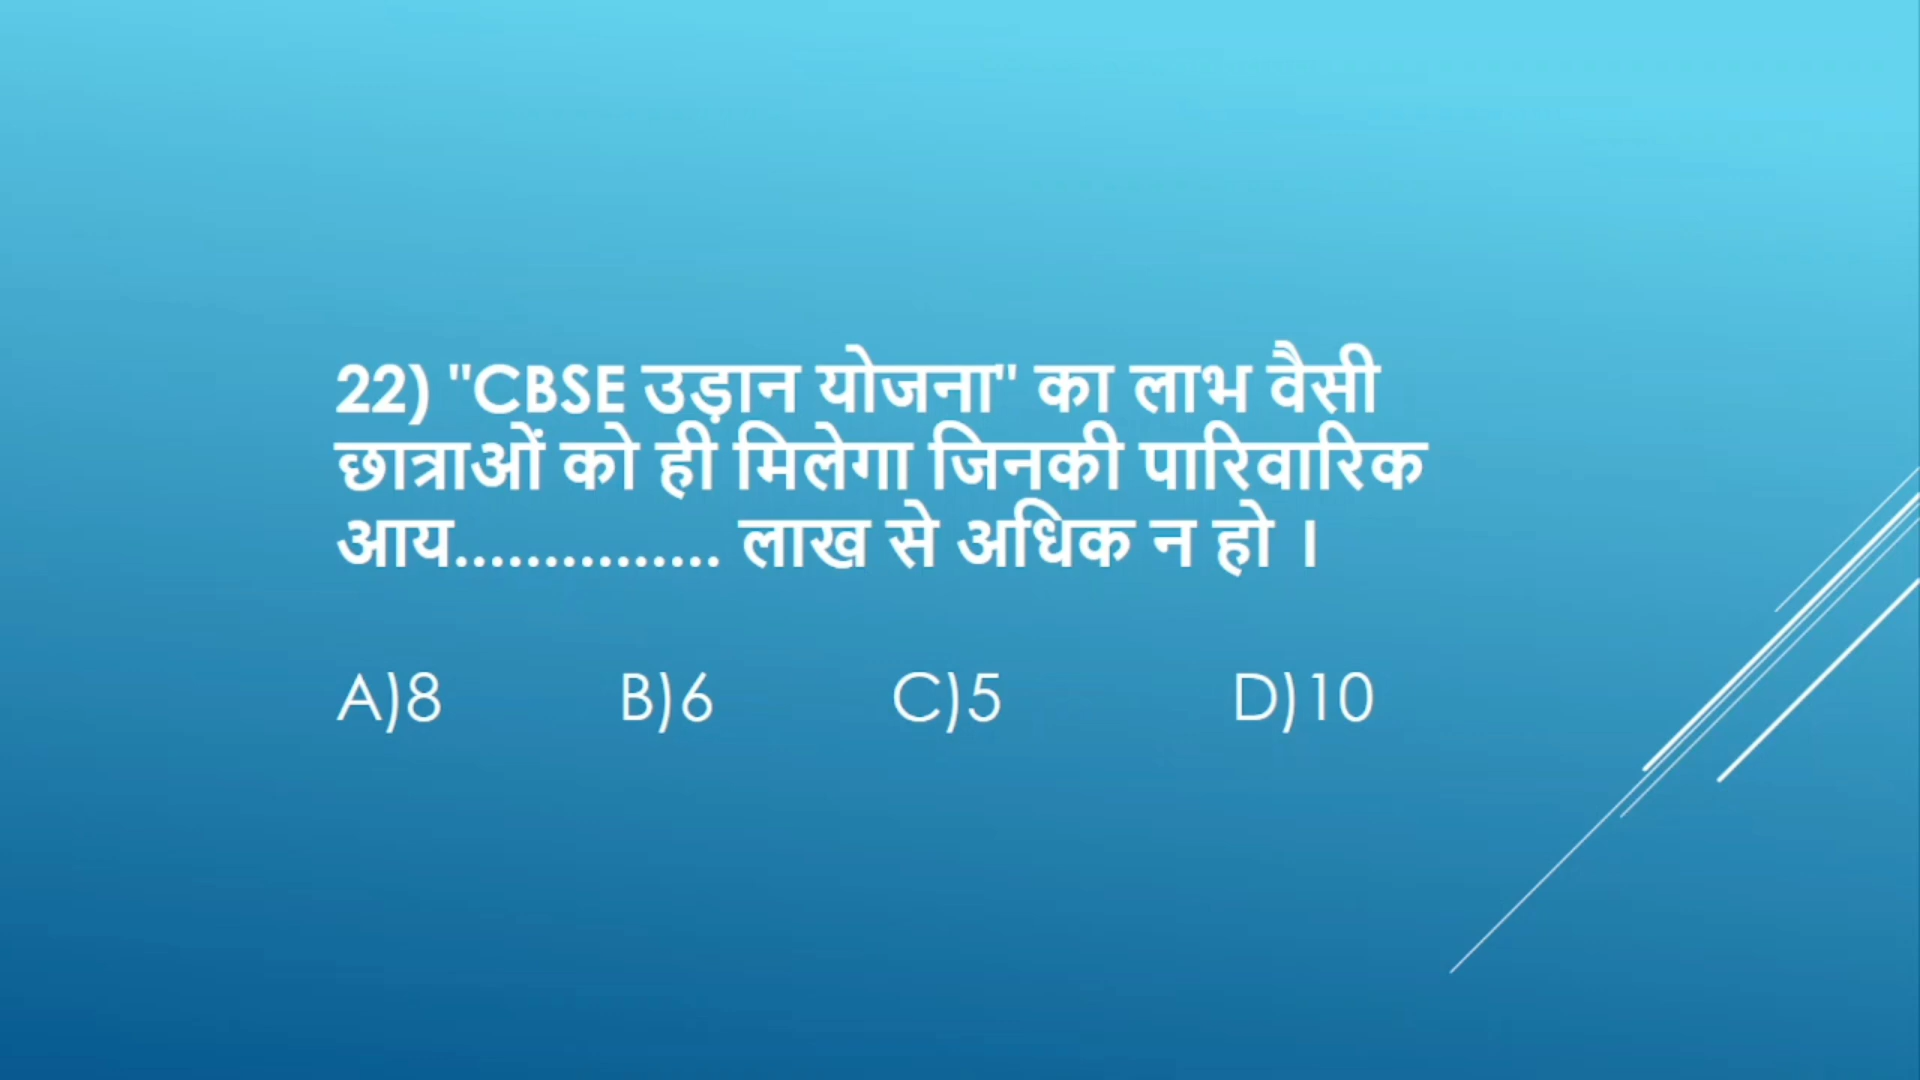 22) "CBSE उड़ान योजना" का लाभ वैसी
छात्राओं को ही मिलेगा जिनकी पारिवारिक
आय............... लाख से अधिक न हो ।
A)8 B)6 C)5 D)10